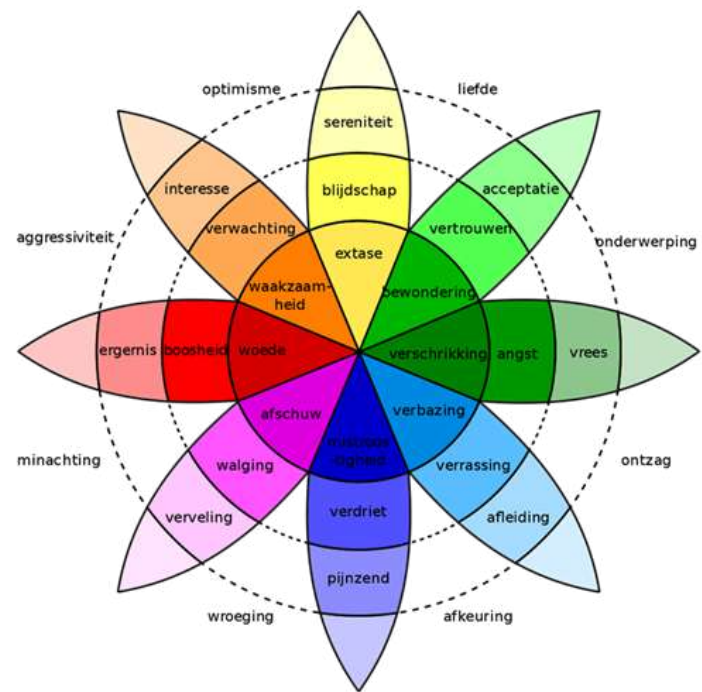 optimisme
liefde
sereniteit
interesse
blijdschap
acceptatie
verwachting
vertrouwen
aggressiviteit
onderwerping
extase
waakzaam-
heid
bewondering
ergernis
boosheid
woede
verschrikking
angst
vrees
afschuw
verbazing
minachting
walging
verrassing
ontzag
verveling
verdriet
afleiding
pijnzend
wroeging
afkeuring